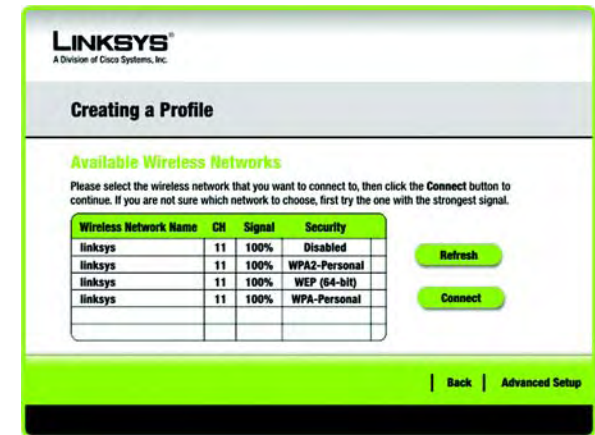 LINKSYS®
A Division of Cisco Systems, Inc.
Creating a Profile
Available Wireless Networks
Please select the wireless network that you want to connect to, then click the Connect button to
continue. If you are not sure which network to choose, first try the one with the strongest signal.
Wireless Network Name CH Signal Security
linksys 11 100% Disabled
linksys 11 100% WPA2-Personal
linksys 11 100% WEP (64-bit)
linksys 11 100% WPA-Personal
Refresh
Connect
Back | Advanced Setup